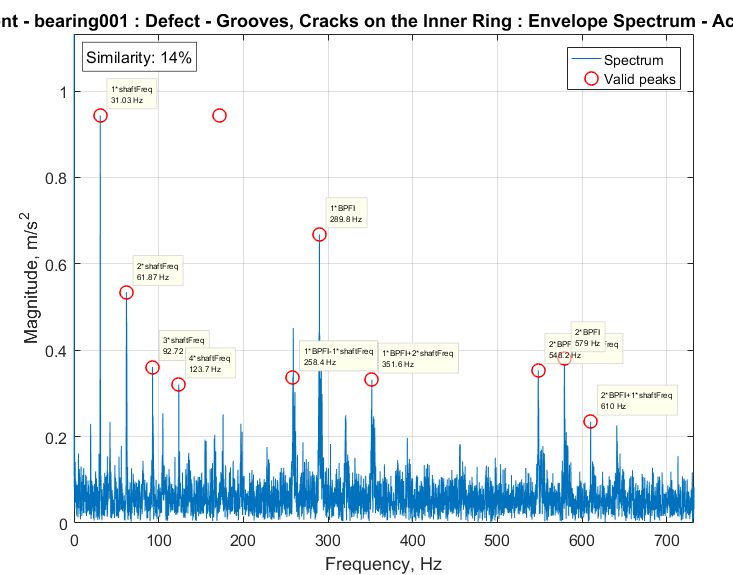 nt - bearing001 : Defect - Grooves, Cracks on the Inner Ring : Envelope Spectrum - Ac
Similarity: 14%
Spectrum
Valid peaks
1*shaftFreq
31.03 Hz
2*shaftFreq
61.87 Hz
3*shaftFreq
92.72
4*shaftFreq
123.7 Hz
1*BPFI-1*shaftFreq
258.4 Hz
1*BPFI
289.8 Hz
1*BPFI+2*shaftFreq
351.6 Hz
548.2 Hz
2*BPFI
579 Hz
2*BPFI+1*shaftFreq
610 Hz
Magnitude, m/s²
1
0.8
0.6
0.4
0.2
0
0 100 200 300 400 500 600 700
Frequency, Hz